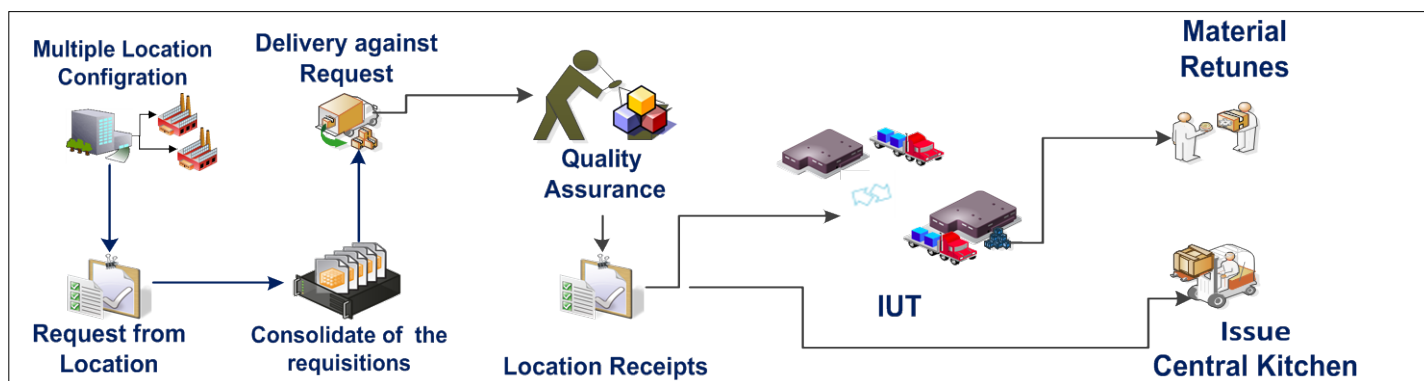 Multiple Location
Configration
Delivery against
Request
Quality
Assurance
Material
Retunes
Request from
Location
Consolidate of the
requisitions
Location Receipts
IUT
Issue
Central Kitchen